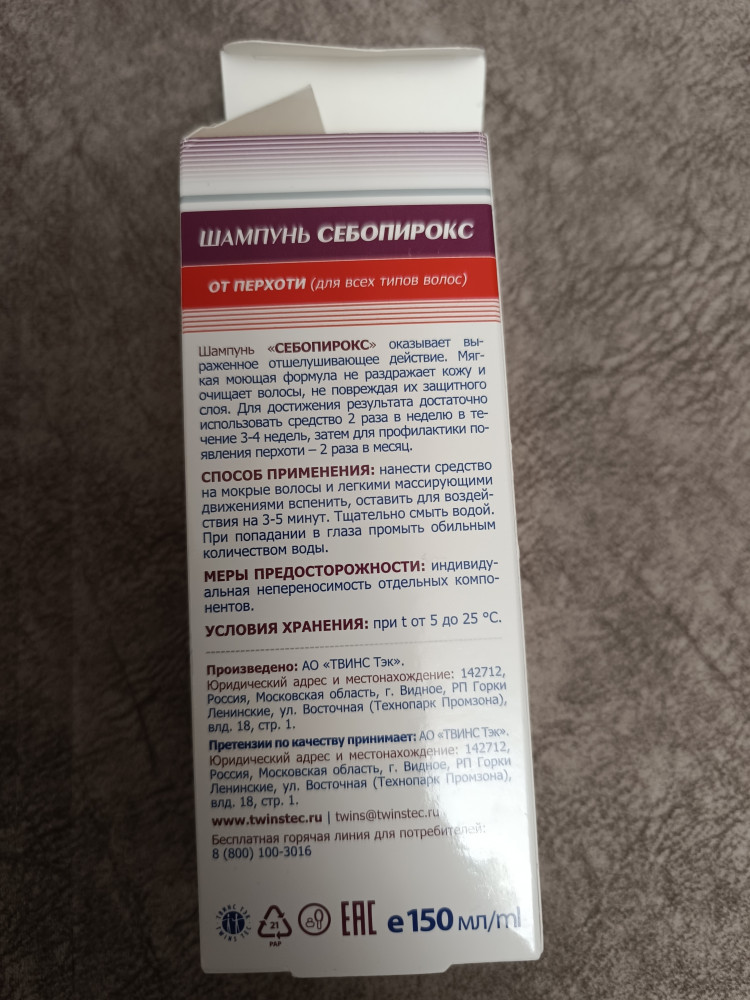 ШАМПУНЬ СЕБОПИРОКС
ОТ ПЕРХОТИ (для всех типов волос)
Шампунь «СЕБОПИРОКС» оказывает вы-
раженное отшелушивающее действие. Мяг-
кая моющая формула не раздражает кожу и
очищает волосы, не повреждая их защитного
слоя. Для достижения результата достаточно
использовать средство 2 раза в неделю в те-
чение 3-4 недель, затем для профилактики по-
явления перхоти – 2 раза в месяц.
СПОСОБ ПРИМЕНЕНИЯ: нанести средство
на мокрые волосы и легкими массирующими
движениями вспенить, оставить для воздей-
ствия на 3-5 минут. Тщательно смыть водой.
При попадании в глаза промыть обильным
количеством воды.
МЕРЫ ПРЕДОСТОРОЖНОСТИ: индивиду-
альная непереносимость отдельных компо-
нентов.
УСЛОВИЯ ХРАНЕНИЯ: при t от 5 до 25 °С.
Произведено: АО «ТВИНС Тэк».
Юридический адрес и местонахождение: 142712,
Россия, Московская область, г. Видное, РП Горки
Ленинские, ул. Восточная (Технопарк Промзона),
влд. 18, стр. 1.
Претензии по качеству принимает: АО «ТВИНС Тэк».
Юридический адрес и местонахождение: 142712,
Россия, Московская область, г. Видное, РП Горки
Ленинские, ул. Восточная (Технопарк Промзона),
влд. 18, стр. 1.
www.twinstec.ru | twins@twinstec.ru
Бесплатная горячая линия для потребителей:
8 (800) 100-3016
ТВИНС ТЭК
TWINS TEC
21
PAP
ЕАС
e 150 мл/ml